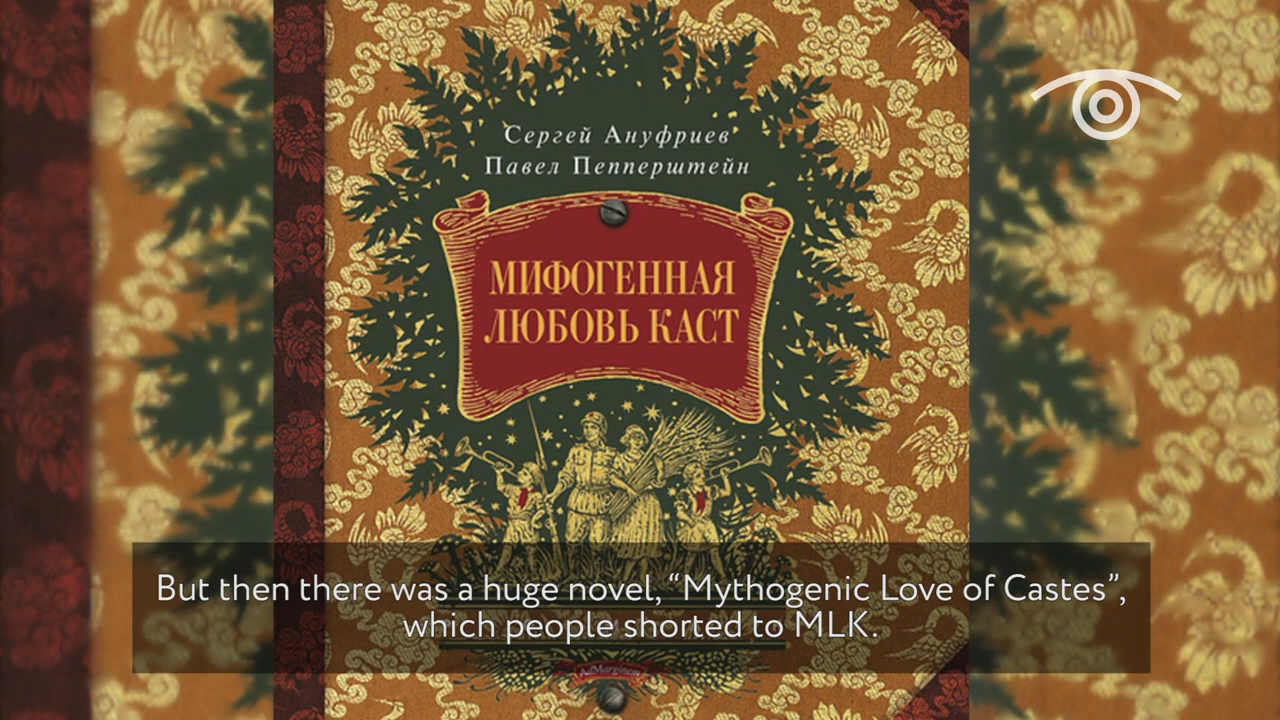 Сергей Ануфриев
Павел Пепперштейн
МИФОГЕННАЯ
ЛЮБОВЬ КАСТ
But then there was a huge novel, “Mythogenic Love of Castes”,
which people shorted to MLK.
AdMarginem